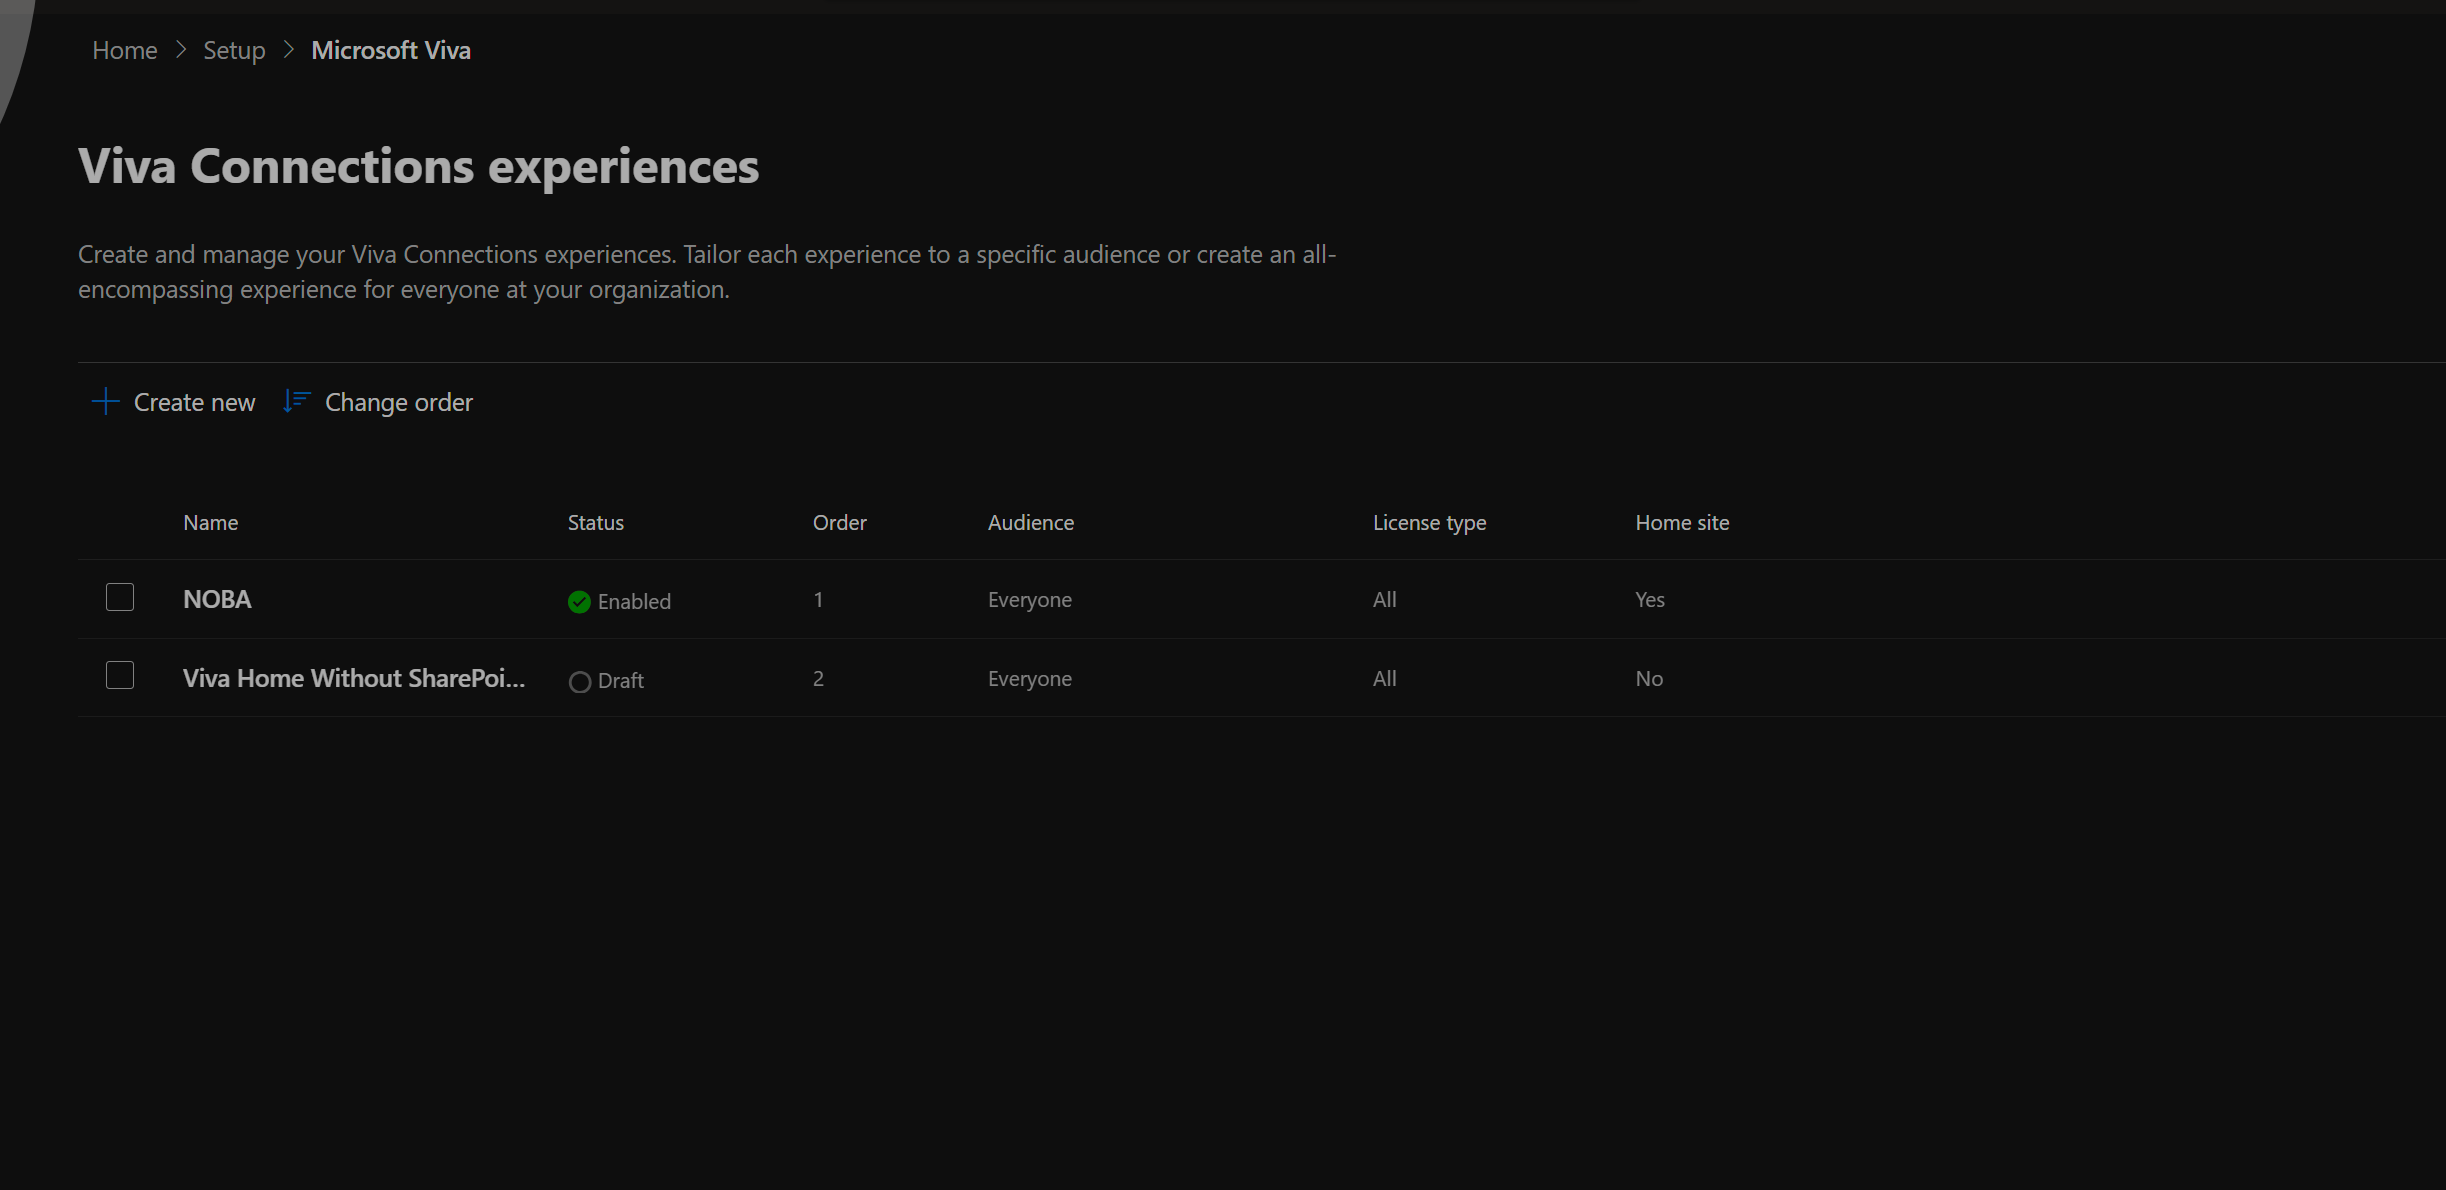 Home > Setup > Microsoft Viva
Viva Connections experiences
Create and manage your Viva Connections experiences. Tailor each experience to a specific audience or create an all-
encompassing experience for everyone at your organization.
Create new Change order
Name Status Order Audience License type Home site
NOBA Enabled 1 Everyone All Yes
Viva Home Without SharePoi... Draft 2 Everyone All No